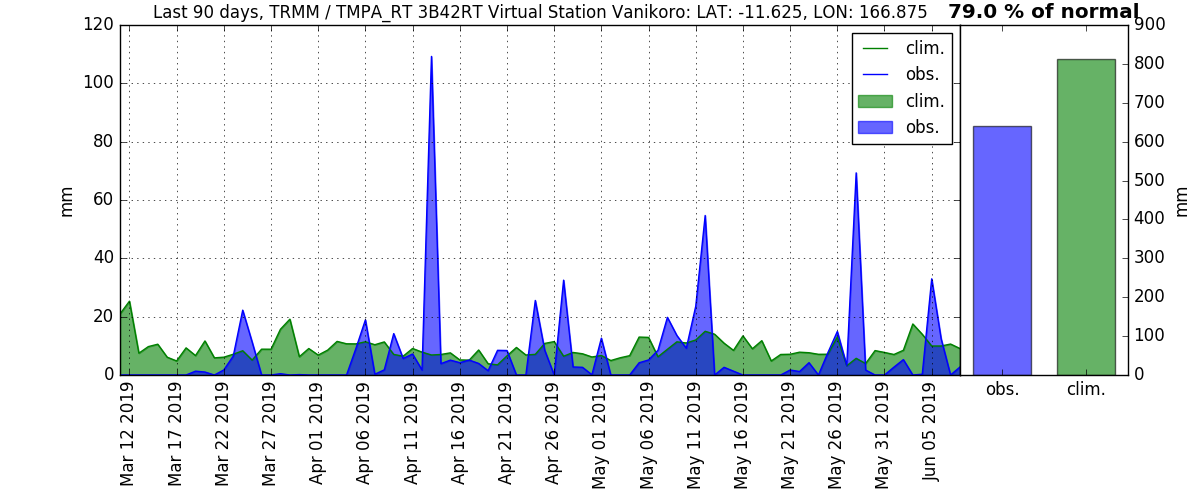 Last 90 days, TRMM / TMPA_RT 3B42RT Virtual Station Vanikoro: LAT: -11.625, LON: 166.875
79.0 % of normal
120
100
80
60
40
20
0
mm
clim.
obs.
clim.
obs.
Mar 12 2019
Mar 17 2019
Mar 22 2019
Mar 27 2019
Apr 01 2019
Apr 06 2019
Apr 11 2019
Apr 16 2019
Apr 21 2019
Apr 26 2019
May 01 2019
May 06 2019
May 11 2019
May 16 2019
May 21 2019
May 26 2019
May 31 2019
Jun 05 2019
900
800
700
600
500
400
300
200
100
0
mm
obs.
clim.